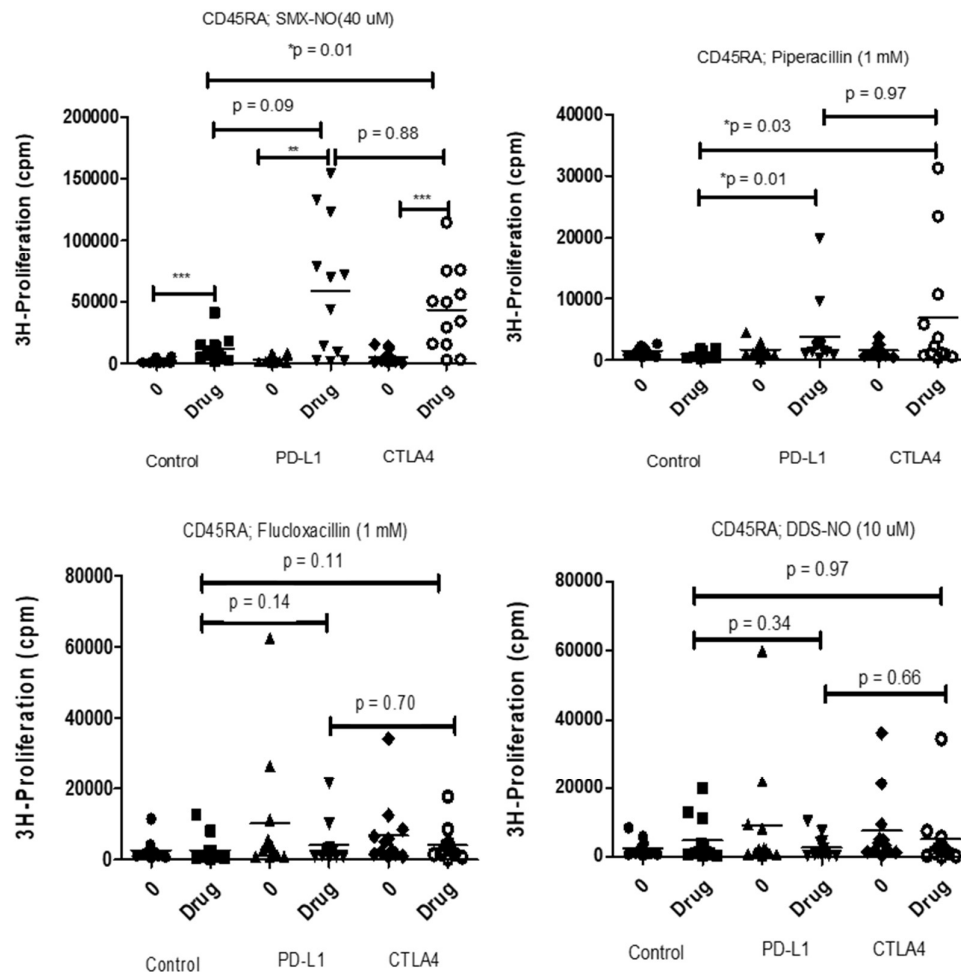 CD45RA; SMX-NO(40 uM)
*p = 0.01
p = 0.09
p = 0.88
**
***
***
3H-Proliferation (cpm)
200000
150000
100000
50000
0
0 Drug 0 Drug 0 Drug
Control PD-L1 CTLA4
CD45RA; Piperacillin (1 mM)
p = 0.97
*p = 0.03
*p = 0.01
3H-Proliferation (cpm)
40000
30000
20000
10000
0
0 Drug 0 Drug 0 Drug
Control PD-L1 CTLA4
CD45RA; Flucloxacillin (1 mM)
p = 0.11
p = 0.14
p = 0.70
3H-Proliferation (cpm)
80000
60000
40000
20000
0
0 Drug 0 Drug 0 Drug
Control PD-L1 CTLA4
CD45RA; DDS-NO (10 uM)
p = 0.97
p = 0.34
p = 0.66
3H-Proliferation (cpm)
80000
60000
40000
20000
0
0 Drug 0 Drug 0 Drug
Control PD-L1 CTLA4